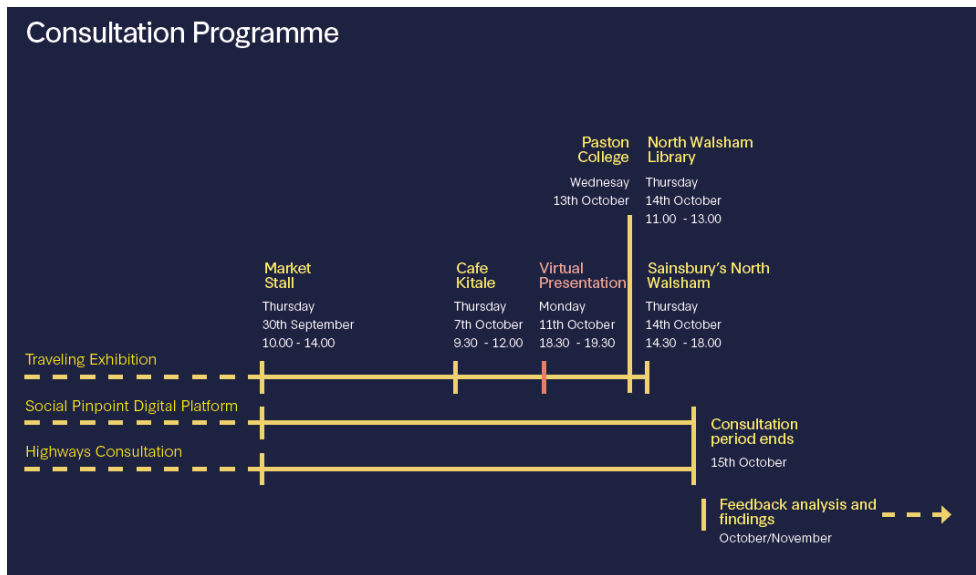 Consultation Programme
Paston
College
Wednesay
13th October
North Walsham
Library
Thursday
14th October
11.00 - 13.00
Market
Stall
Thursday
30th September
10.00 - 14.00
Cafe
Kitale
Thursday
7th October
9.30 - 12.00
Virtual
Presentation
Monday
11th October
18.30 - 19.30
Sainsbury's North
Walsham
Thursday
14th October
14.30 - 18.00
Traveling Exhibition
Social Pinpoint Digital Platform
Highways Consultation
Consultation
period ends
15th October
Feedback analysis and
findings
October/November